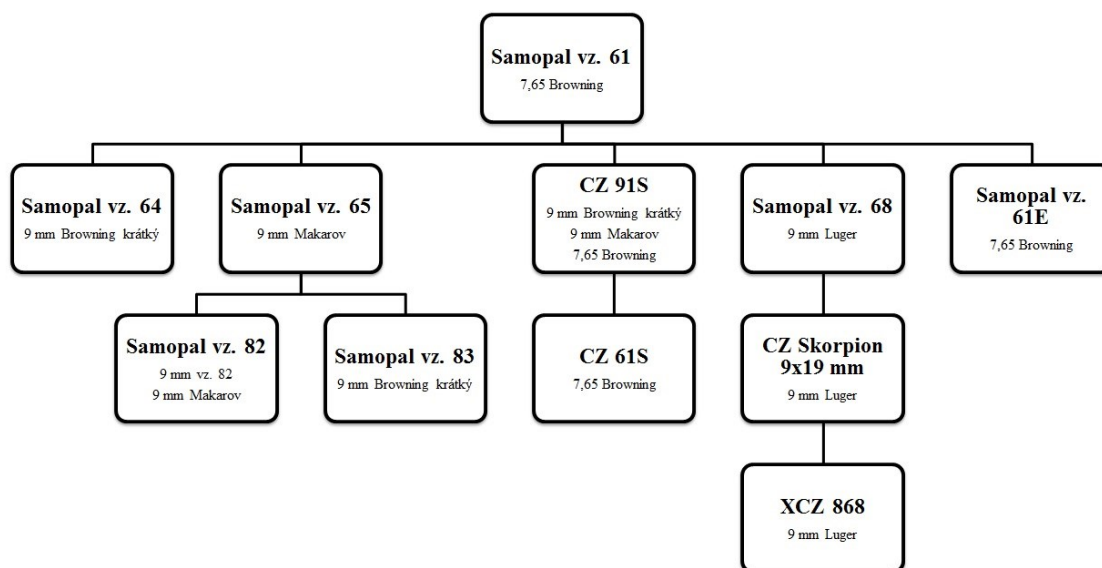 Samopal vz. 61
7,65 Browning
Samopal vz. 64
9 mm Browning krátký
Samopal vz. 65
9 mm Makarov
CZ 91S
9 mm Browning krátký
9 mm Makarov
7,65 Browning
Samopal vz. 68
9 mm Luger
Samopal vz.
61E
7,65 Browning
Samopal vz. 82
9 mm vz. 82
9 mm Makarov
Samopal vz. 83
9 mm Browning krátký
CZ 61S
7,65 Browning
CZ Skorpion
9x19 mm
9 mm Luger
XCZ 868
9 mm Luger